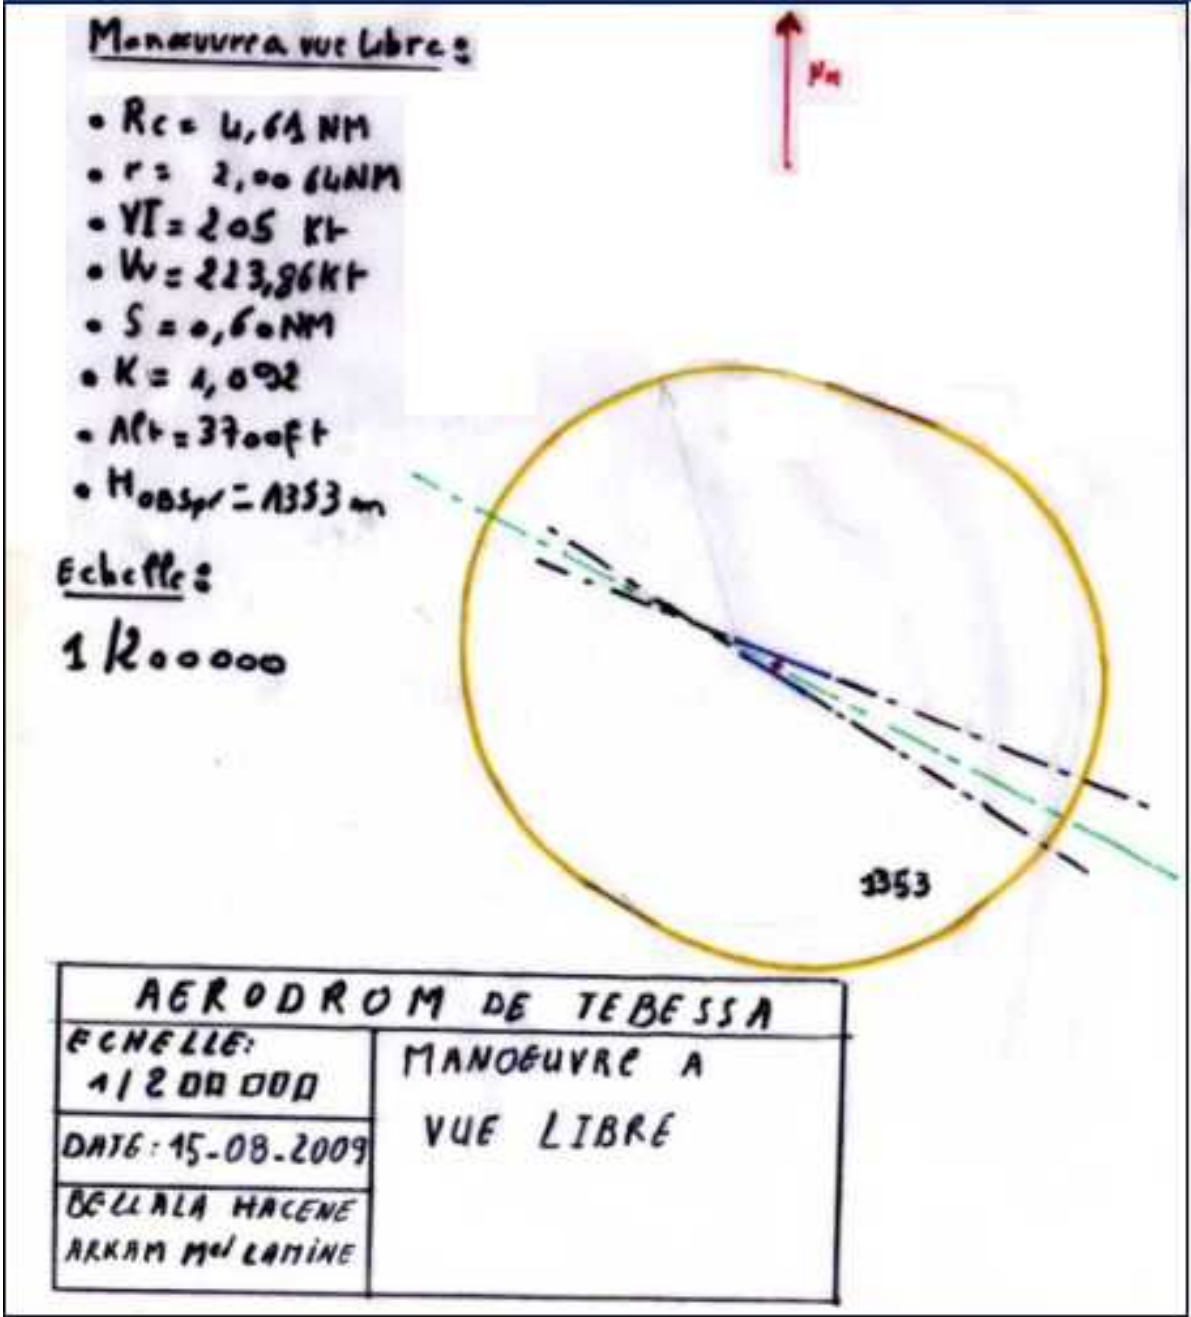 Manœuvre a vue Libre :
• Rc = 4,61 NM
• r = 2,0064NM
• VI = 205 Kt
• Vv = 223,86Kt
• S = 0,60NM
• K = 1,092
• Alt = 3700ft
• HOBSpr = 1353 m
Echelle :
1/200000
1353
AERODROM DE TEBESSA
ECHELLE:
1/200000
DATE: 15-08-2009
BELLALA HACENE
ARKAM Med LAMINE
MANOEUVRE A
VUE LIBRE